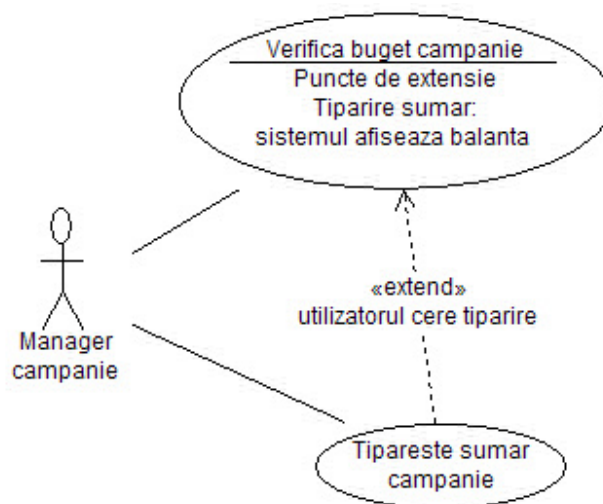 Verifica buget campanie
Puncte de extensie
Tiparire sumar:
sistemul afiseaza balanta
«extend»
utilizatorul cere tiparire
Manager
campanie
Tipareste sumar
campanie